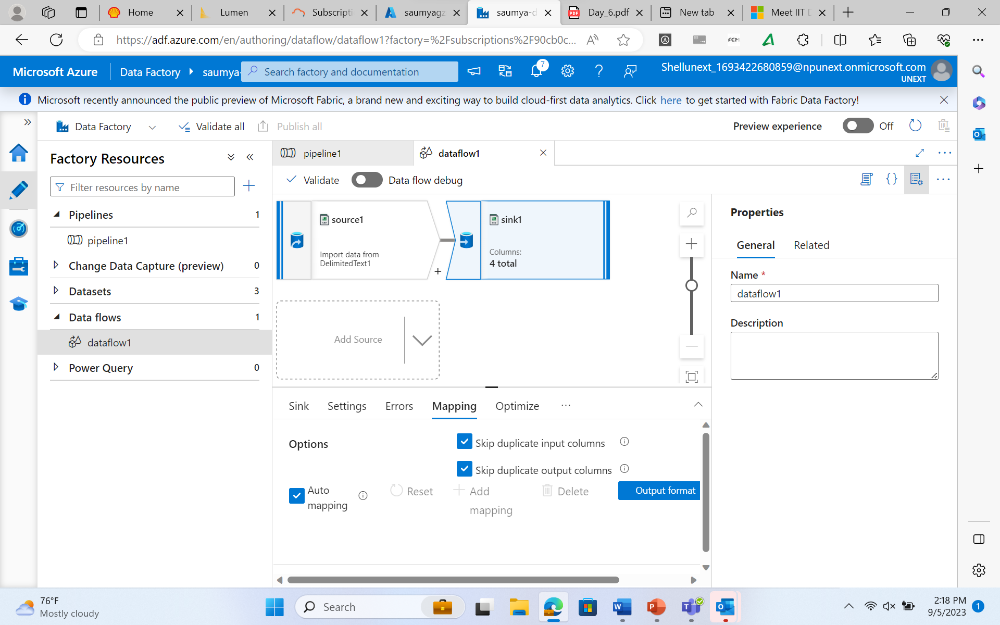 Home
Lumen
Subscripti
saumyagz
saumya-d
Day_6.pdf
New tab
Meet IIT D
https://adf.azure.com/en/authoring/dataflow/dataflow1?factory=%2Fsubscriptions%2F90cb0c...
FCM
Microsoft Azure
Data Factory
saumya-
Search factory and documentation
7
Shellunext_1693422680859@npunext.onmicrosoft.com
UNEXT
Microsoft recently announced the public preview of Microsoft Fabric, a brand new and exciting way to build cloud-first data analytics. Click here to get started with Fabric Data Factory!
Data Factory
Validate all
Publish all
Preview experience
Off
Factory Resources
Filter resources by name
Pipelines 1
pipeline1
Change Data Capture (preview) 0
Datasets 3
Data flows 1
dataflow1
Power Query 0
pipeline1
dataflow1
Validate
Data flow debug
source1
Import data from
DelimitedText1
sink1
Columns:
4 total
Add Source
Properties
General
Related
Name *
dataflow1
Description
Sink
Settings
Errors
Mapping
Optimize
Options
Skip duplicate input columns
Skip duplicate output columns
Auto
mapping
Reset
Add
mapping
Delete
Output format
76°F
Mostly cloudy
Search
2:18 PM
9/5/2023
1